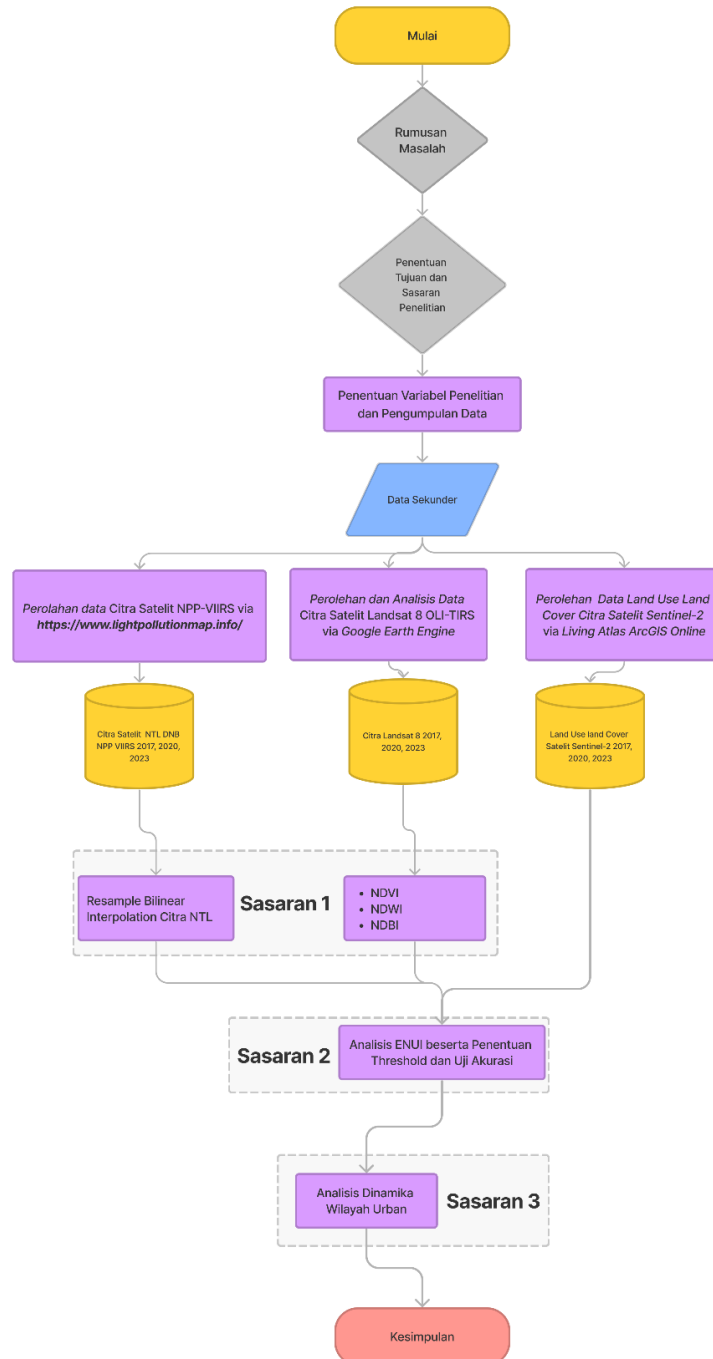 Mulai
Rumusan
Masalah
Penentuan
Tujuan dan
Sasaran
Penelitian
Penentuan Variabel Penelitian
dan Pengumpulan Data
Data Sekunder
Perolahan data Citra Satelit NPP-VIIRS via
https://www.lightpollutionmap.info/
Perolehan dan Analisis Data
Citra Satelit Landsat 8 OLI-TIRS
via Google Earth Engine
Perolehan Data Land Use Land
Cover Citra Satelit Sentinel-2
via Living Atlas ArcGIS Online
Citra Satelit NTL DNB
NPP VIIRS 2017, 2020,
2023
Citra Landsat 8 2017,
2020, 2023
Land Use land Cover
Satelit Sentinel-2 2017,
2020, 2023
Resample Bilinear
Interpolation Citra NTL
Sasaran 1
• NDVI
• NDWI
• NDBI
Sasaran 2
Analisis ENUI beserta Penentuan
Threshold dan Uji Akurasi
Analisis Dinamika
Wilayah Urban
Sasaran 3
Kesimpulan